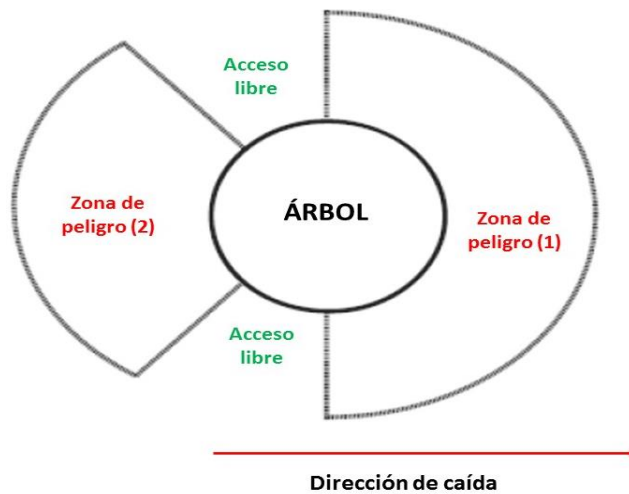 Acceso
libre
Zona de
peligro (2)
ÁRBOL
Zona de
peligro (1)
Acceso
libre
Dirección de caída